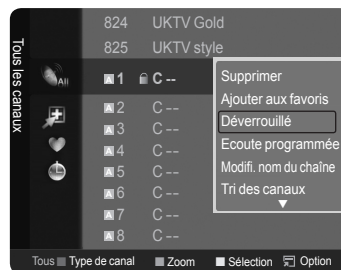 824 UKTV Gold
825 UKTV style
Tous les canaux
All
A 1 C --
A 2 C --
A 3 C --
A 4 C --
A 5 C --
A 6 C --
A 7 C --
A 8 C --
Supprimer
Ajouter aux favoris
Déverrouillé
Ecoute programmée
Modifi. nom du chaîne
Tri des canaux
Tous Type de canal Zoom Sélection Option